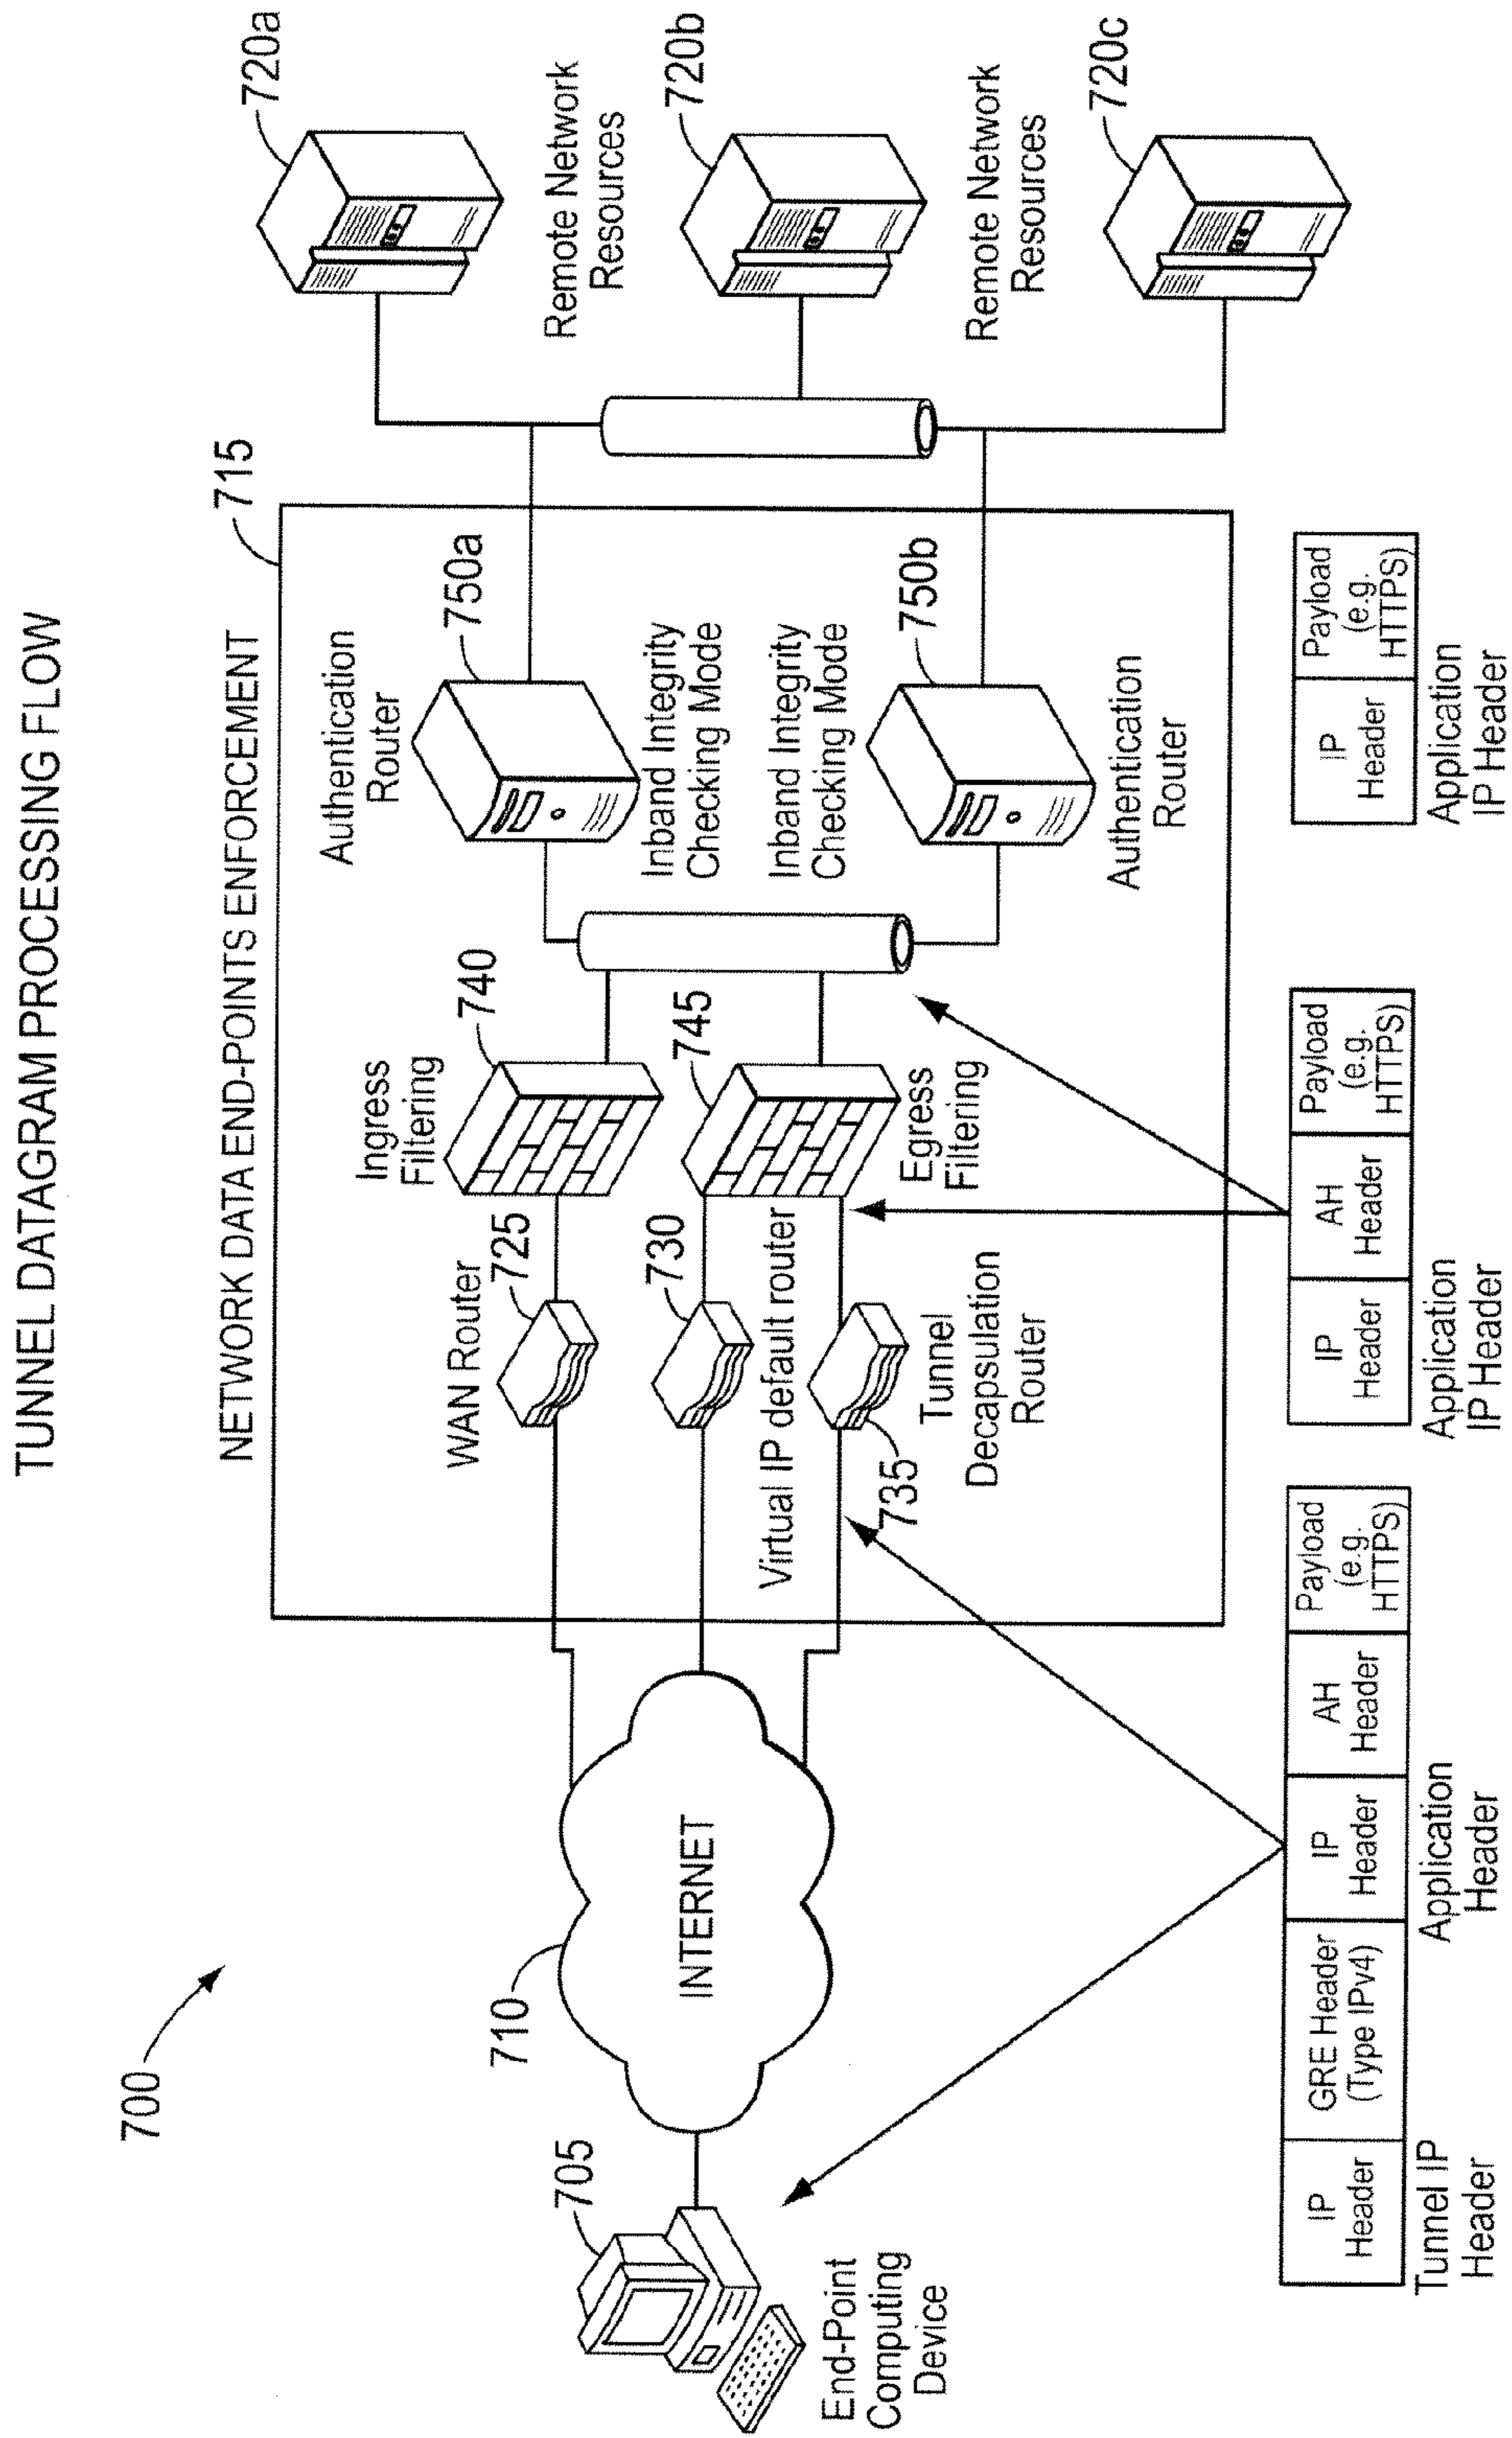 TUNNEL DATAGRAM PROCESSING FLOW
700
NETWORK DATA END-POINTS ENFORCEMENT
715
705
End-Point
Computing
Device
710
INTERNET
WAN Router
725
730
Virtual IP default router
735
Tunnel
Decapsulation
Router
Ingress
Filtering
740
745
Egress
Filtering
Authentication
Router
750a
Inband Integrity
Checking Mode
Inband Integrity
Checking Mode
750b
Authentication
Router
720a
Remote Network
Resources
720b
Remote Network
Resources
720c
IP
Header
GRE Header
(Type IPv4)
IP
Header
AH
Header
Payload
(e.g.
HTTPS)
Tunnel IP
Header
Application
Header
IP
Header
AH
Header
Payload
(e.g.
HTTPS)
Application
IP Header
IP
Header
Payload
(e.g.
HTTPS)
Application
IP Header